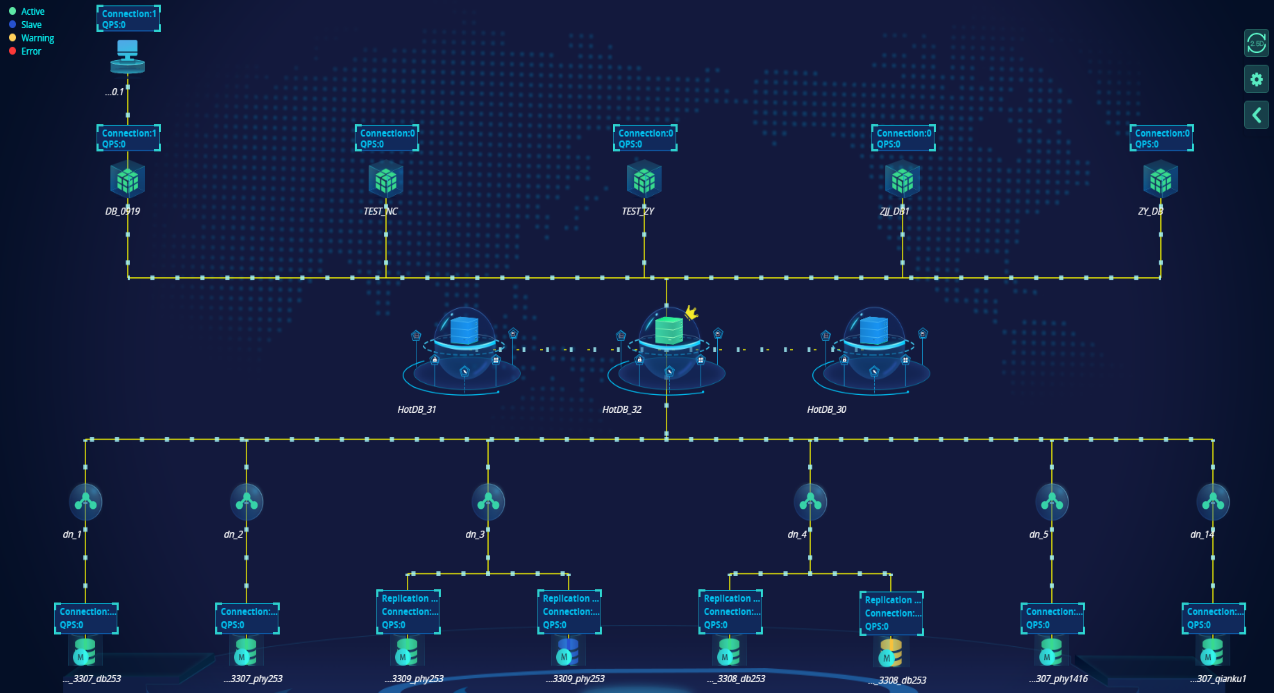 Active
Slave
Warning
Error
Connection:1
QPS:0
...0.1
Connection:1
QPS:0
Connection:0
QPS:0
Connection:0
QPS:0
Connection:0
QPS:0
Connection:0
QPS:0
DB_0919
TEST_NC
TEST_ZY
ZJJ_DB1
ZY_DB
HotDB_31
HotDB_32
HotDB_30
dn_1
dn_2
dn_3
dn_4
dn_5
dn_14
Connection:...
QPS:0
Connection:...
QPS:0
Replication ...
Connection:...
QPS:0
Replication ...
Connection:...
QPS:0
Replication ...
Connection:...
QPS:0
Replication ...
Connection:...
QPS:0
Connection:...
QPS:0
Connection:...
QPS:0
M
M
M
M
M
M
M
M
..._3307_db253
...3307_phy253
...3309_phy253
...3309_phy253
..._3308_db253
..._3308_db253
...307_phy1416
...307_qianku1